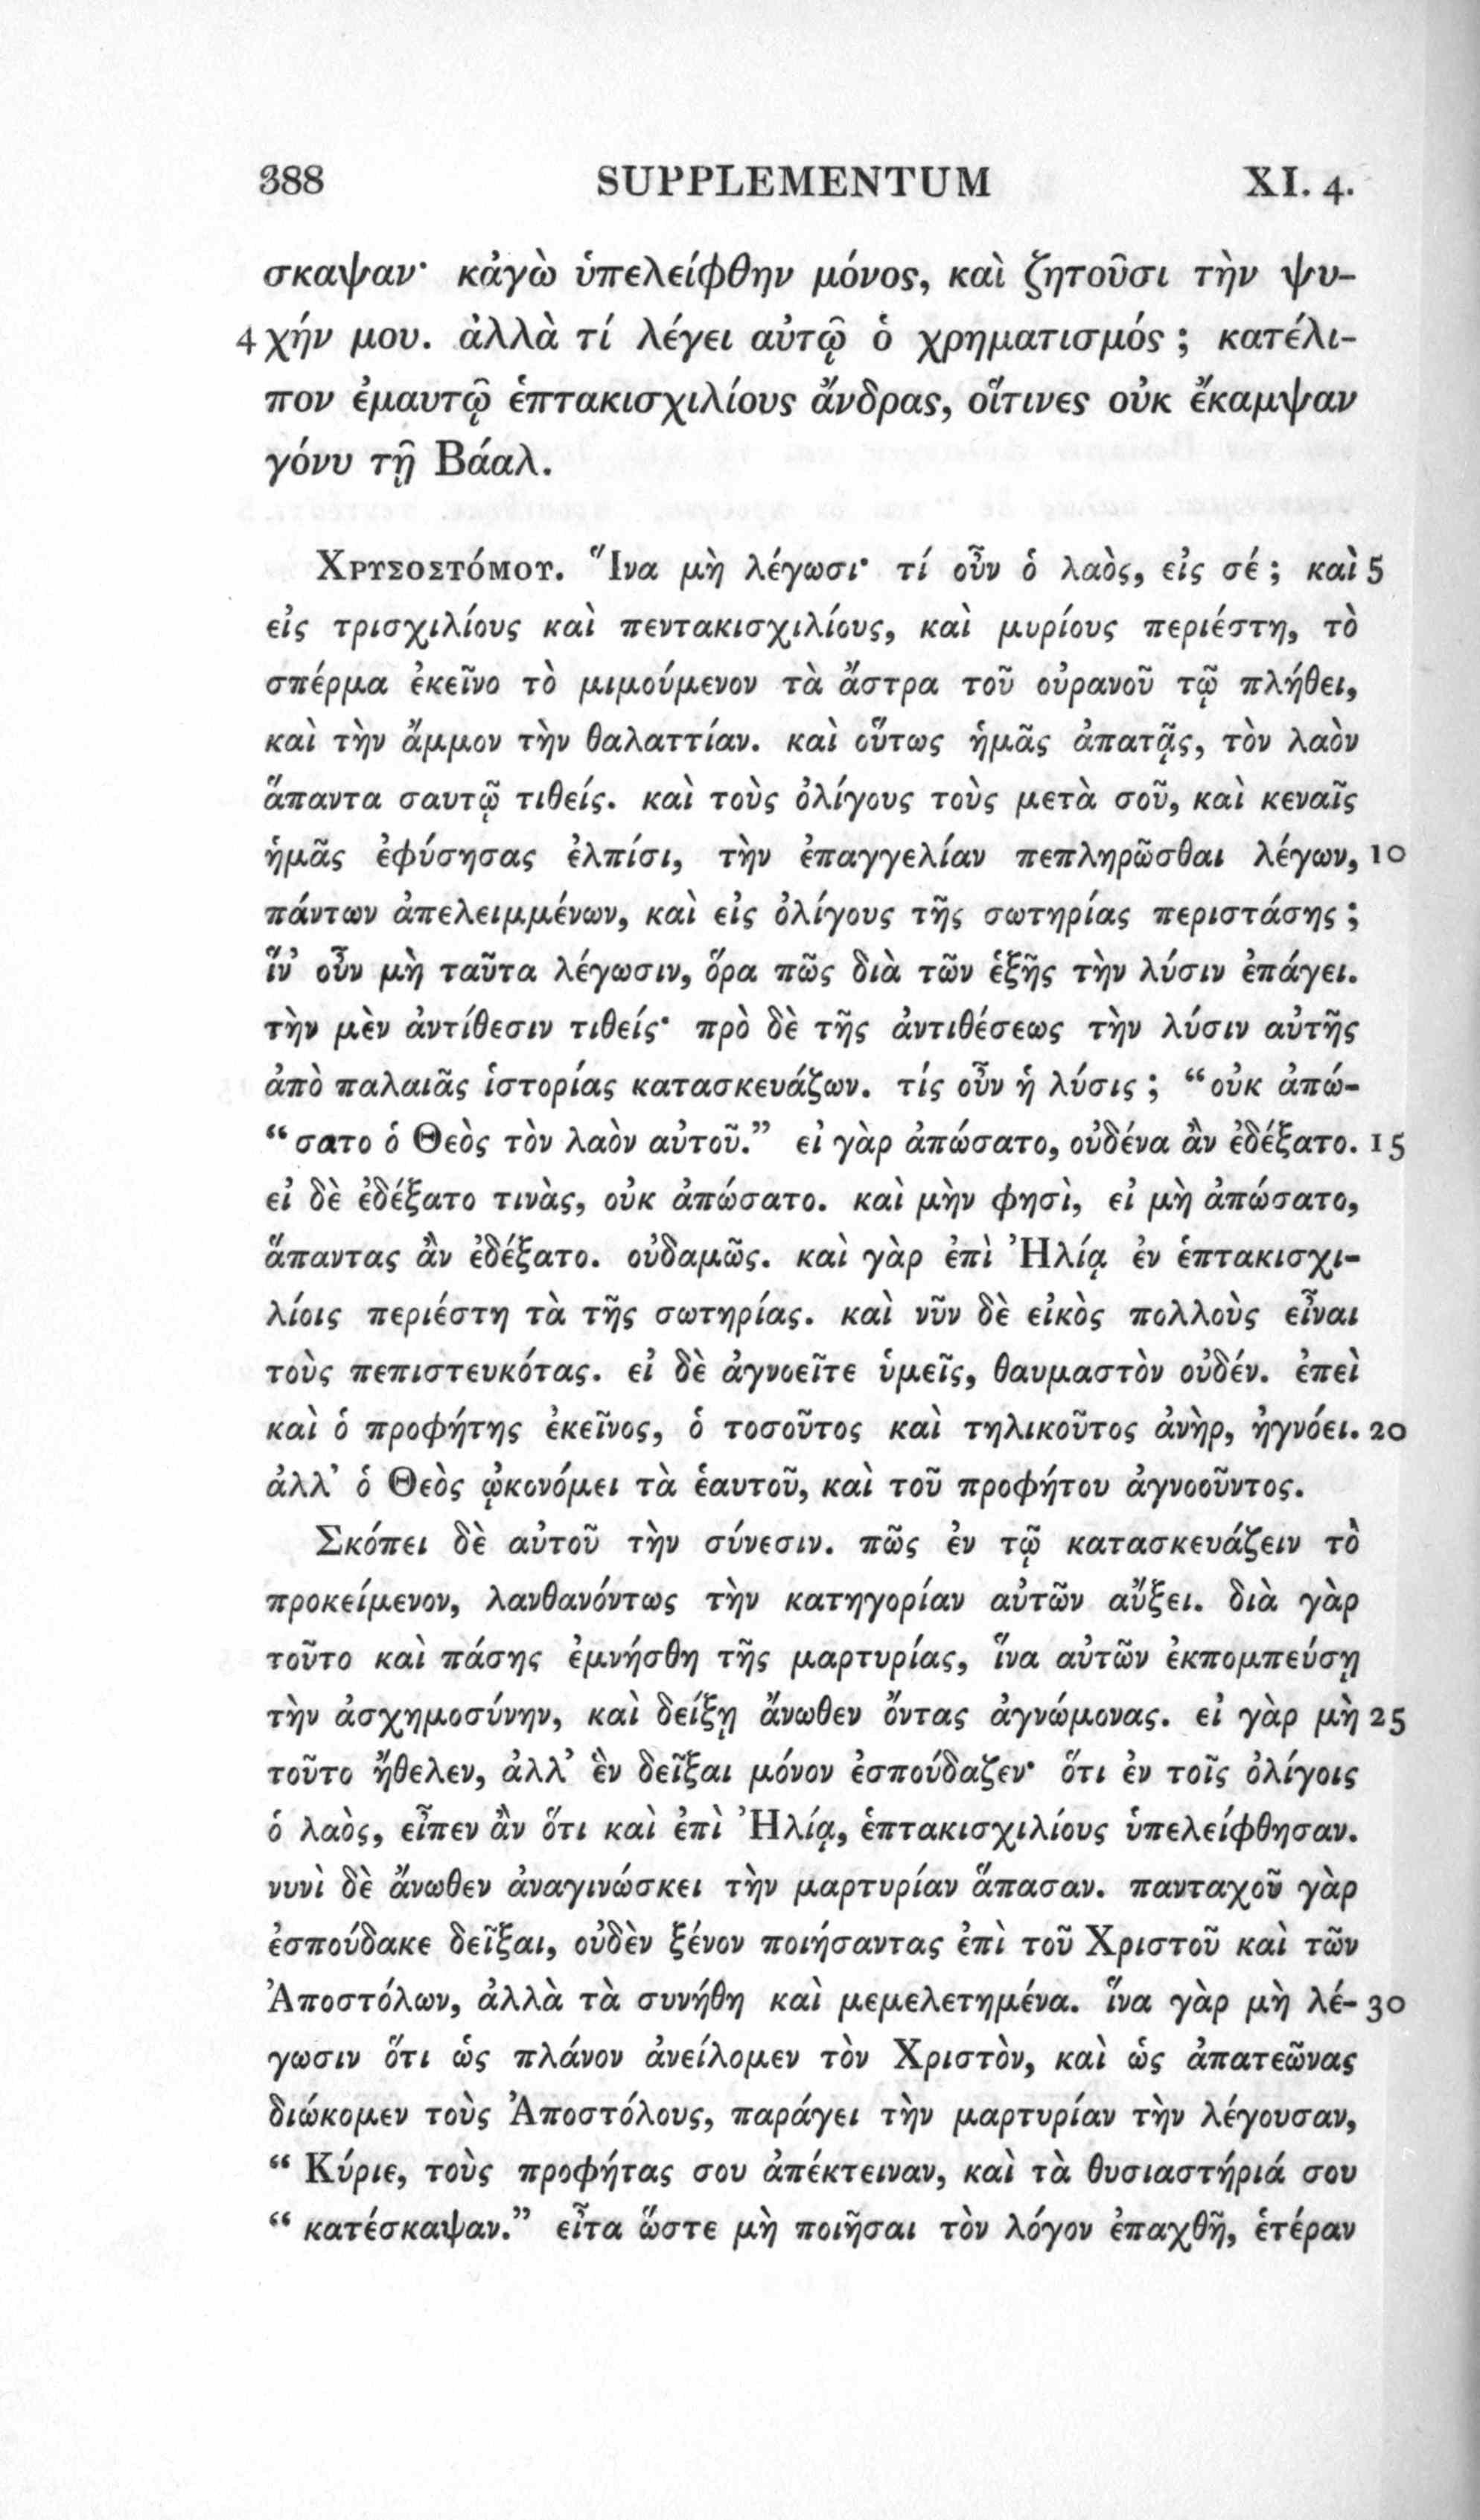 388 SUPPLEMENTUM XI. 4.
σκαψαν· κἀγὼ ὑπελείφθην μόνος, καὶ ζητοῦσι τὴν ψυ-
4 χήν μου. ἀλλὰ τί λέγει αὐτῷ ὁ χρηματισμός ; κατέλι-
πον ἐμαυτῷ ἑπτακισχιλίους ἄνδρας, οἵτινες οὐκ ἔκαμψαν
γόνυ τῇ Βάαλ.
Χρυσοστόμου. Ἵνα μὴ λέγωσι· τί οὖν ὁ λαὸς, εἰς σέ ; καὶ 5
εἰς τρισχιλίους καὶ πεντακισχιλίους, καὶ μυρίους περιέστη, τὸ
σπέρμα ἐκεῖνο τὸ μιμούμενον τὰ ἄστρα τοῦ οὐρανοῦ τῷ πλήθει,
καὶ τὴν ἄμμον τὴν θαλαττίαν. καὶ οὕτως ἡμᾶς ἀπατᾷς, τὸν λαὸν
ἅπαντα σαυτῷ τιθείς. καὶ τοὺς ὀλίγους τοὺς μετὰ σοῦ, καὶ κεναῖς
ἡμᾶς ἐφύσησας ἐλπίσι, τὴν ἐπαγγελίαν πεπληρῶσθαι λέγων, 10
πάντων ἀπελειμμένων, καὶ εἰς ὀλίγους τῆς σωτηρίας περιστάσης ;
ἵν’ οὖν μὴ ταῦτα λέγωσιν, ὅρα πῶς διὰ τῶν ἑξῆς τὴν λύσιν ἐπάγει.
τὴν μὲν ἀντίθεσιν τιθείς· πρὸ δὲ τῆς ἀντιθέσεως τὴν λύσιν αὐτῆς
ἀπὸ παλαιᾶς ἱστορίας κατασκευάζων. τίς οὖν ἡ λύσις ; “οὐκ ἀπώ-
“σατο ὁ Θεὸς τὸν λαὸν αὐτοῦ.” εἰ γὰρ ἀπώσατο, οὐδένα ἂν ἐδέξατο. 15
εἰ δὲ ἐδέξατο τινὰς, οὐκ ἀπώσατο. καὶ μὴν φησὶ, εἰ μὴ ἀπώσατο,
ἅπαντας ἂν ἐδέξατο. οὐδαμῶς. καὶ γὰρ ἐπὶ Ἠλίᾳ ἐν ἑπτακισχι-
λίοις περιέστη τὰ τῆς σωτηρίας. καὶ νῦν δὲ εἰκὸς πολλοὺς εἶναι
τοὺς πεπιστευκότας. εἰ δὲ ἀγνοεῖτε ὑμεῖς, θαυμαστὸν οὐδέν. ἐπεὶ
καὶ ὁ προφήτης ἐκεῖνος, ὁ τοσοῦτος καὶ τηλικοῦτος ἀνὴρ, ἠγνόει. 20
ἀλλ’ ὁ Θεὸς ᾠκονόμει τὰ ἑαυτοῦ, καὶ τοῦ προφήτου ἀγνοοῦντος.
Σκόπει δὲ αὐτοῦ τὴν σύνεσιν. πῶς ἐν τῷ κατασκευάζειν τὸ
προκείμενον, λανθανόντως τὴν κατηγορίαν αὐτῶν αὔξει. διὰ γὰρ
τοῦτο καὶ πάσης ἐμνήσθη τῆς μαρτυρίας, ἵνα αὐτῶν ἐκπομπεύσῃ
τὴν ἀσχημοσύνην, καὶ δείξῃ ἄνωθεν ὄντας ἀγνώμονας. εἰ γὰρ μὴ 25
τοῦτο ἤθελεν, ἀλλ’ ἓν δεῖξαι μόνον ἐσπούδαζεν· ὅτι ἐν τοῖς ὀλίγοις
ὁ λαὸς, εἶπεν ἂν ὅτι καὶ ἐπὶ Ἠλίᾳ, ἑπτακισχιλίους ὑπελείφθησαν.
νυνὶ δὲ ἄνωθεν ἀναγινώσκει τὴν μαρτυρίαν ἅπασαν. πανταχοῦ γὰρ
ἐσπούδακε δεῖξαι, οὐδὲν ξένον ποιήσαντας ἐπὶ τοῦ Χριστοῦ καὶ τῶν
Ἀποστόλων, ἀλλὰ τὰ συνήθη καὶ μεμελετημένα. ἵνα γὰρ μὴ λέ- 30
γωσιν ὅτι ὡς πλάνον ἀνείλομεν τὸν Χριστὸν, καὶ ὡς ἀπατεῶνας
διώκομεν τοὺς Ἀποστόλους, παράγει τὴν μαρτυρίαν τὴν λέγουσαν,
“ Κύριε, τοὺς προφήτας σου ἀπέκτειναν, καὶ τὰ θυσιαστήριά σου
“ κατέσκαψαν.” εἶτα ὥστε μὴ ποιῆσαι τὸν λόγον ἐπαχθῆ, ἑτέραν